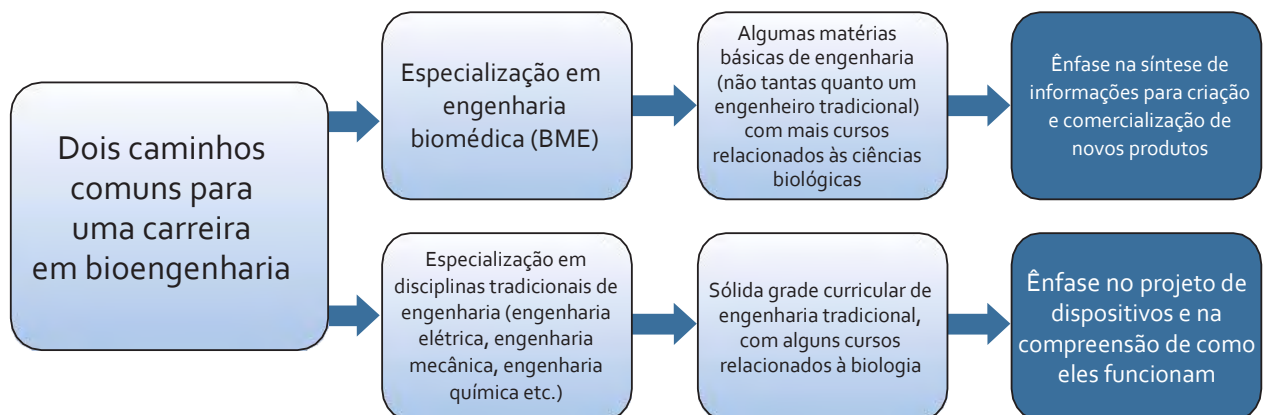 Dois caminhos
comuns para
uma carreira
em bioengenharia
Especialização em
engenharia
biomédica (BME)
Algumas matérias
básicas de engenharia
(não tantas quanto um
engenheiro tradicional)
com mais cursos
relacionados às ciências
biológicas
Ênfase na síntese de
informações para criação
e comercialização de
novos produtos
Especialização em
disciplinas tradicionais de
engenharia (engenharia
elétrica, engenharia
mecânica, engenharia
química etc.)
Sólida grade curricular de
engenharia tradicional,
com alguns cursos
relacionados à biologia
Ênfase no projeto de
dispositivos e na
compreensão de como
eles funcionam